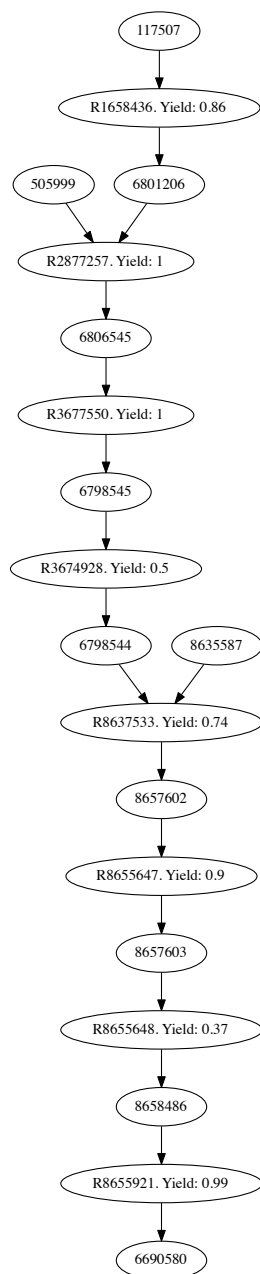 117507
R1658436. Yield: 0.86
505999
6801206
R2877257. Yield: 1
6806545
R3677550. Yield: 1
6798545
R3674928. Yield: 0.5
6798544
8635587
R8637533. Yield: 0.74
8657602
R8655647. Yield: 0.9
8657603
R8655648. Yield: 0.37
8658486
R8655921. Yield: 0.99
6690580